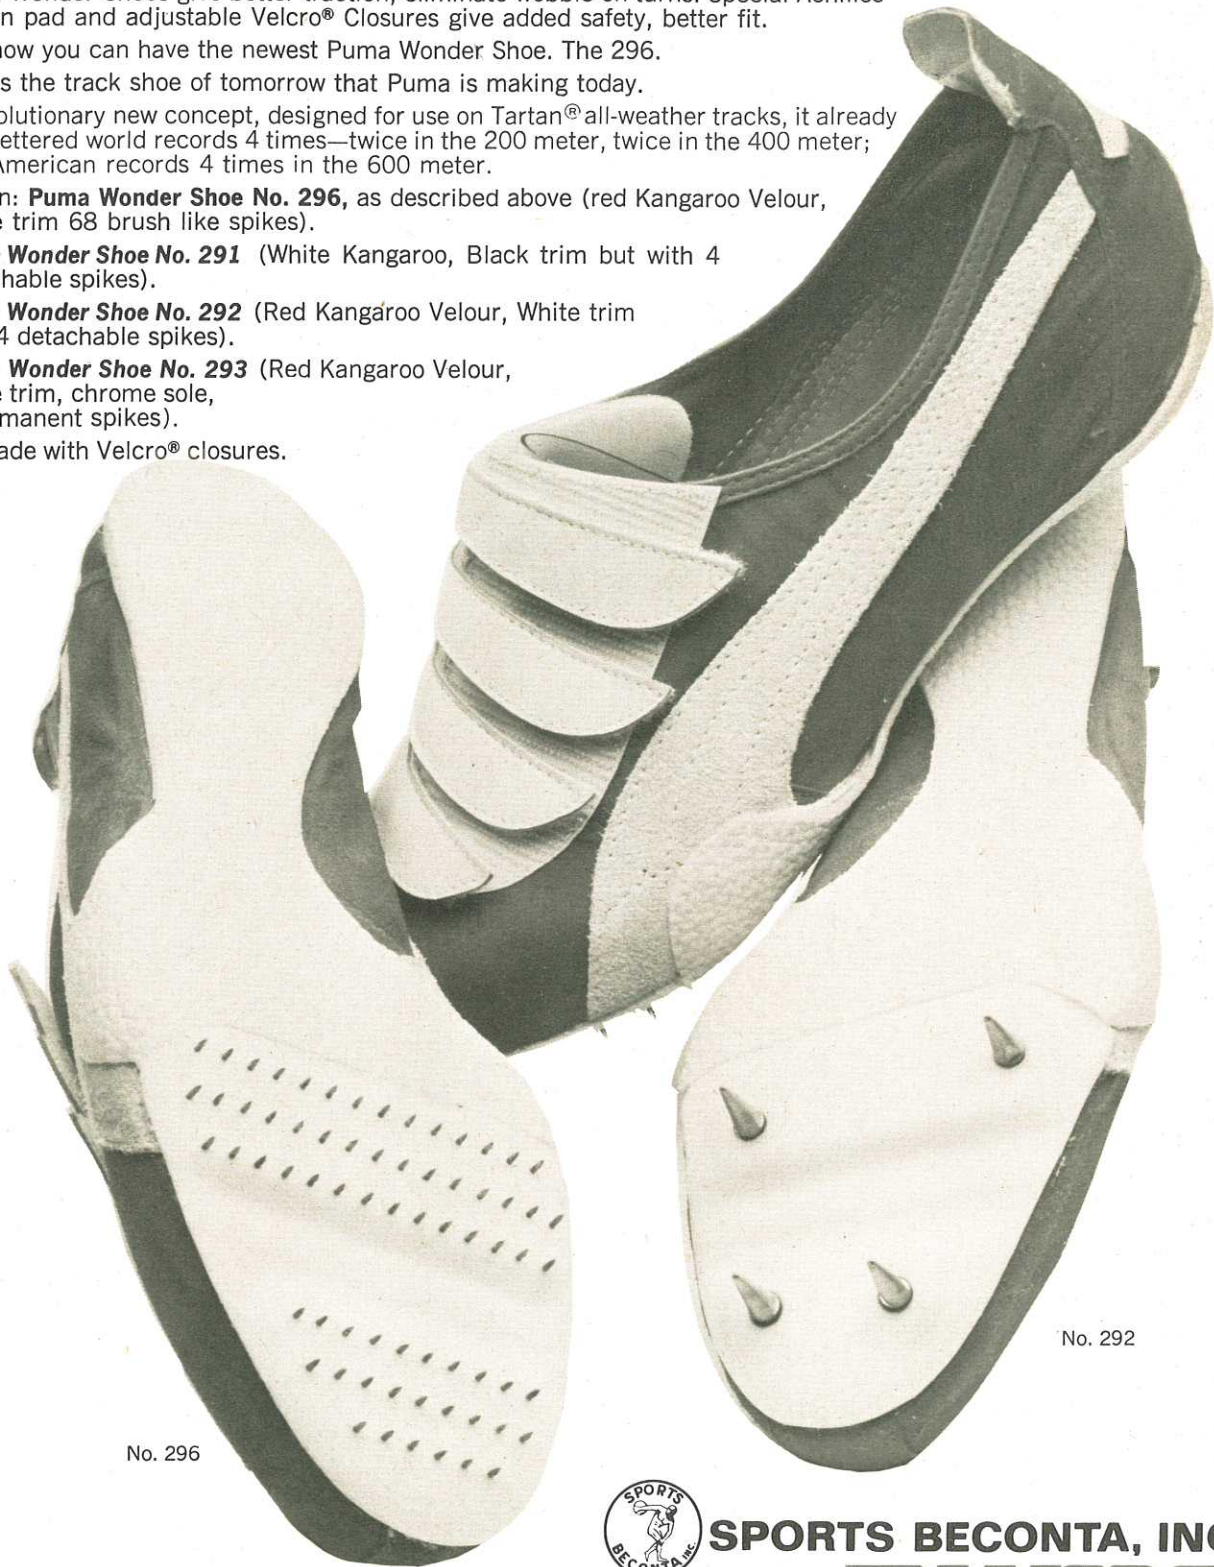 n pad and adjustable Velcro® Closures give added safety, better fit.
now you can have the newest Puma Wonder Shoe. The 296.
s the track shoe of tomorrow that Puma is making today.
olutionary new concept, designed for use on Tartan® all-weather tracks, it already
ettered world records 4 times—twice in the 200 meter, twice in the 400 meter;
American records 4 times in the 600 meter.
n: Puma Wonder Shoe No. 296, as described above (red Kangaroo Velour,
e trim 68 brush like spikes).
Wonder Shoe No. 291 (White Kangaroo, Black trim but with 4
hable spikes).
Wonder Shoe No. 292 (Red Kangaroo Velour, White trim
4 detachable spikes).
Wonder Shoe No. 293 (Red Kangaroo Velour,
e trim, chrome sole,
manent spikes).
ade with Velcro® closures.
No. 292
No. 296
SPORTS
BECONTA, INC.
SPORTS BECONTA, INC